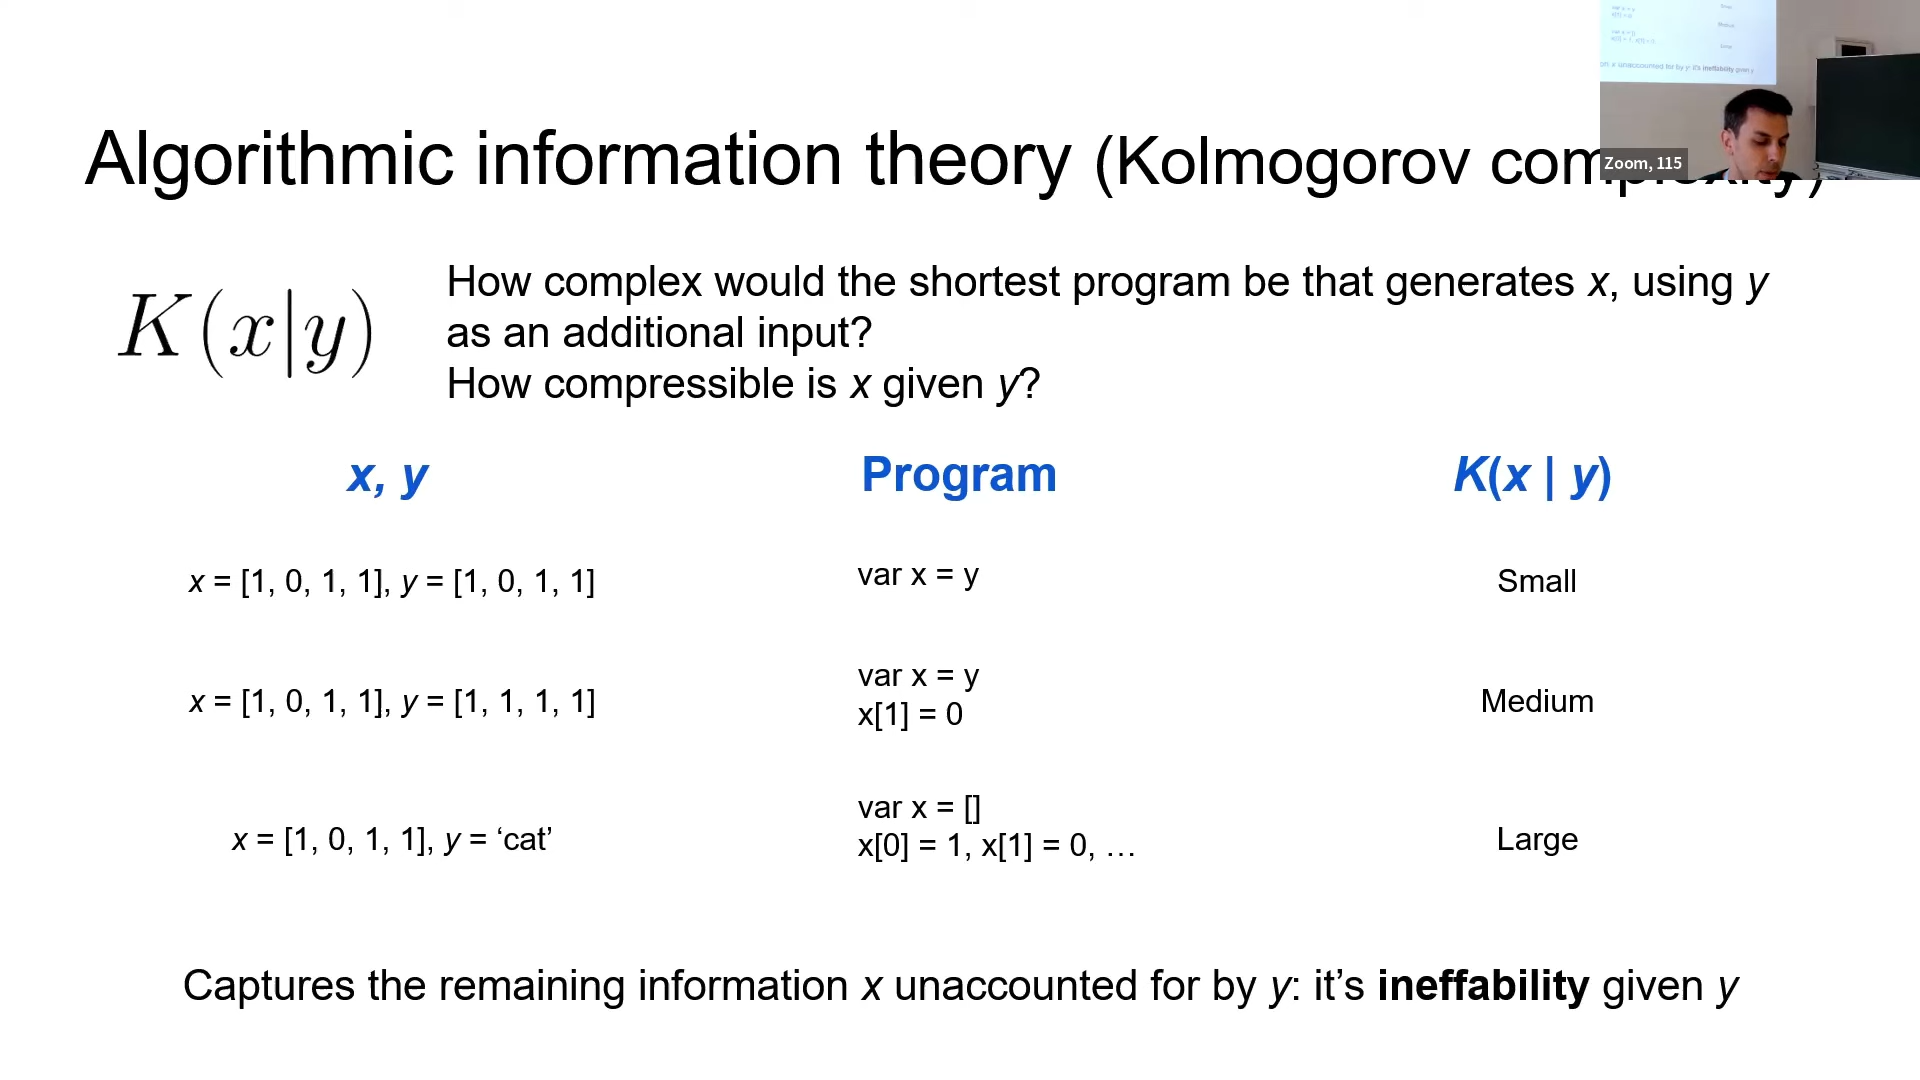 Algorithmic information theory (Kolmogorov complexity)
Zoom, 115
K(x|y)
How complex would the shortest program be that generates x, using y
as an additional input?
How compressible is x given y?
x, y
Program
K(x | y)
x = [1, 0, 1, 1], y = [1, 0, 1, 1]
var x = y
Small
x = [1, 0, 1, 1], y = [1, 1, 1, 1]
var x = y
x[1] = 0
Medium
x = [1, 0, 1, 1], y = ‘cat’
var x = []
x[0] = 1, x[1] = 0, …
Large
Captures the remaining information x unaccounted for by y: it’s ineffability given y